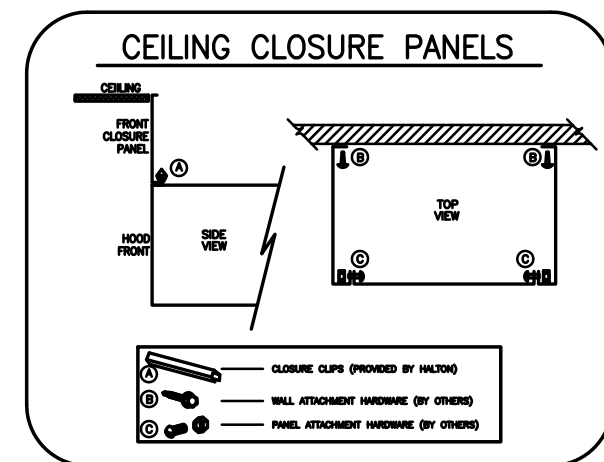 CEILING CLOSURE PANELS
CEILING
FRONT
CLOSURE
PANEL
A
HOOD
FRONT
SIDE
VIEW
B
B
TOP
VIEW
C
C
A CLOSURE CLIPS (PROVIDED BY HALTON)
B WALL ATTACHMENT HARDWARE (BY OTHERS)
C PANEL ATTACHMENT HARDWARE (BY OTHERS)